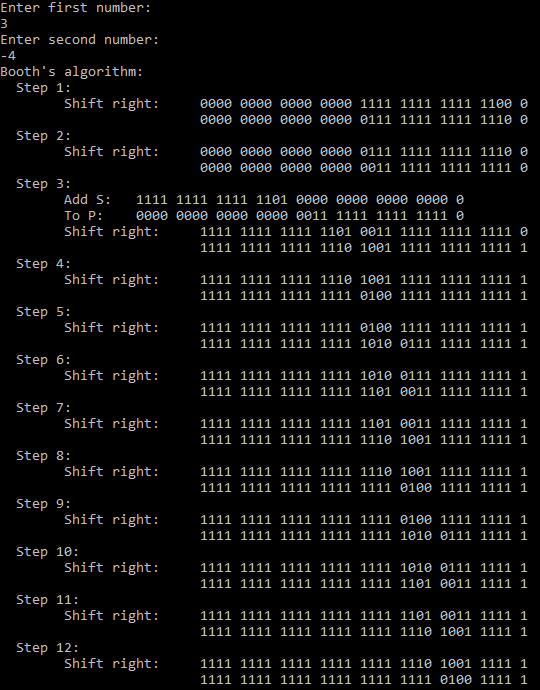 Enter first number:
3
Enter second number:
-4
Booth's algorithm:
Step 1:
Shift right: 0000 0000 0000 0000 1111 1111 1111 1100 0
0000 0000 0000 0000 0111 1111 1111 1110 0
Step 2:
Shift right: 0000 0000 0000 0000 0111 1111 1111 1110 0
0000 0000 0000 0000 0011 1111 1111 1111 0
Step 3:
Add S: 1111 1111 1111 1101 0000 0000 0000 0000 0
To P: 0000 0000 0000 0000 0011 1111 1111 1111 0
Shift right: 1111 1111 1111 1101 0011 1111 1111 1111 0
1111 1111 1111 1110 1001 1111 1111 1111 1
Step 4:
Shift right: 1111 1111 1111 1110 1001 1111 1111 1111 1
1111 1111 1111 1111 0100 1111 1111 1111 1
Step 5:
Shift right: 1111 1111 1111 1111 0100 1111 1111 1111 1
1111 1111 1111 1111 1010 0111 1111 1111 1
Step 6:
Shift right: 1111 1111 1111 1111 1010 0111 1111 1111 1
1111 1111 1111 1111 1101 0011 1111 1111 1
Step 7:
Shift right: 1111 1111 1111 1111 1101 0011 1111 1111 1
1111 1111 1111 1111 1110 1001 1111 1111 1
Step 8:
Shift right: 1111 1111 1111 1111 1110 1001 1111 1111 1
1111 1111 1111 1111 1111 0100 1111 1111 1
Step 9:
Shift right: 1111 1111 1111 1111 1111 0100 1111 1111 1
1111 1111 1111 1111 1111 1010 0111 1111 1
Step 10:
Shift right: 1111 1111 1111 1111 1111 1010 0111 1111 1
1111 1111 1111 1111 1111 1101 0011 1111 1
Step 11:
Shift right: 1111 1111 1111 1111 1111 1101 0011 1111 1
1111 1111 1111 1111 1111 1110 1001 1111 1
Step 12:
Shift right: 1111 1111 1111 1111 1111 1110 1001 1111 1
1111 1111 1111 1111 1111 1111 0100 1111 1